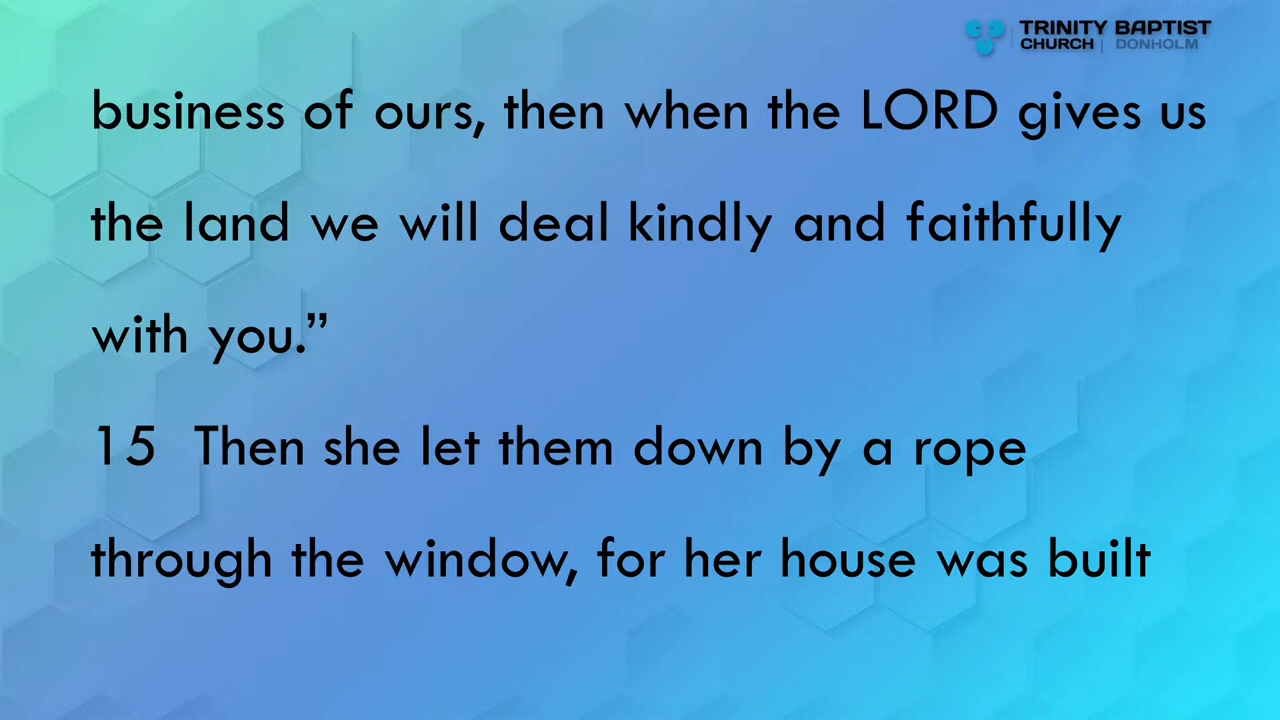 TRINITY BAPTIST
CHURCH | DONHOLM
business of ours, then when the LORD gives us
the land we will deal kindly and faithfully
with you.”
15 Then she let them down by a rope
through the window, for her house was built